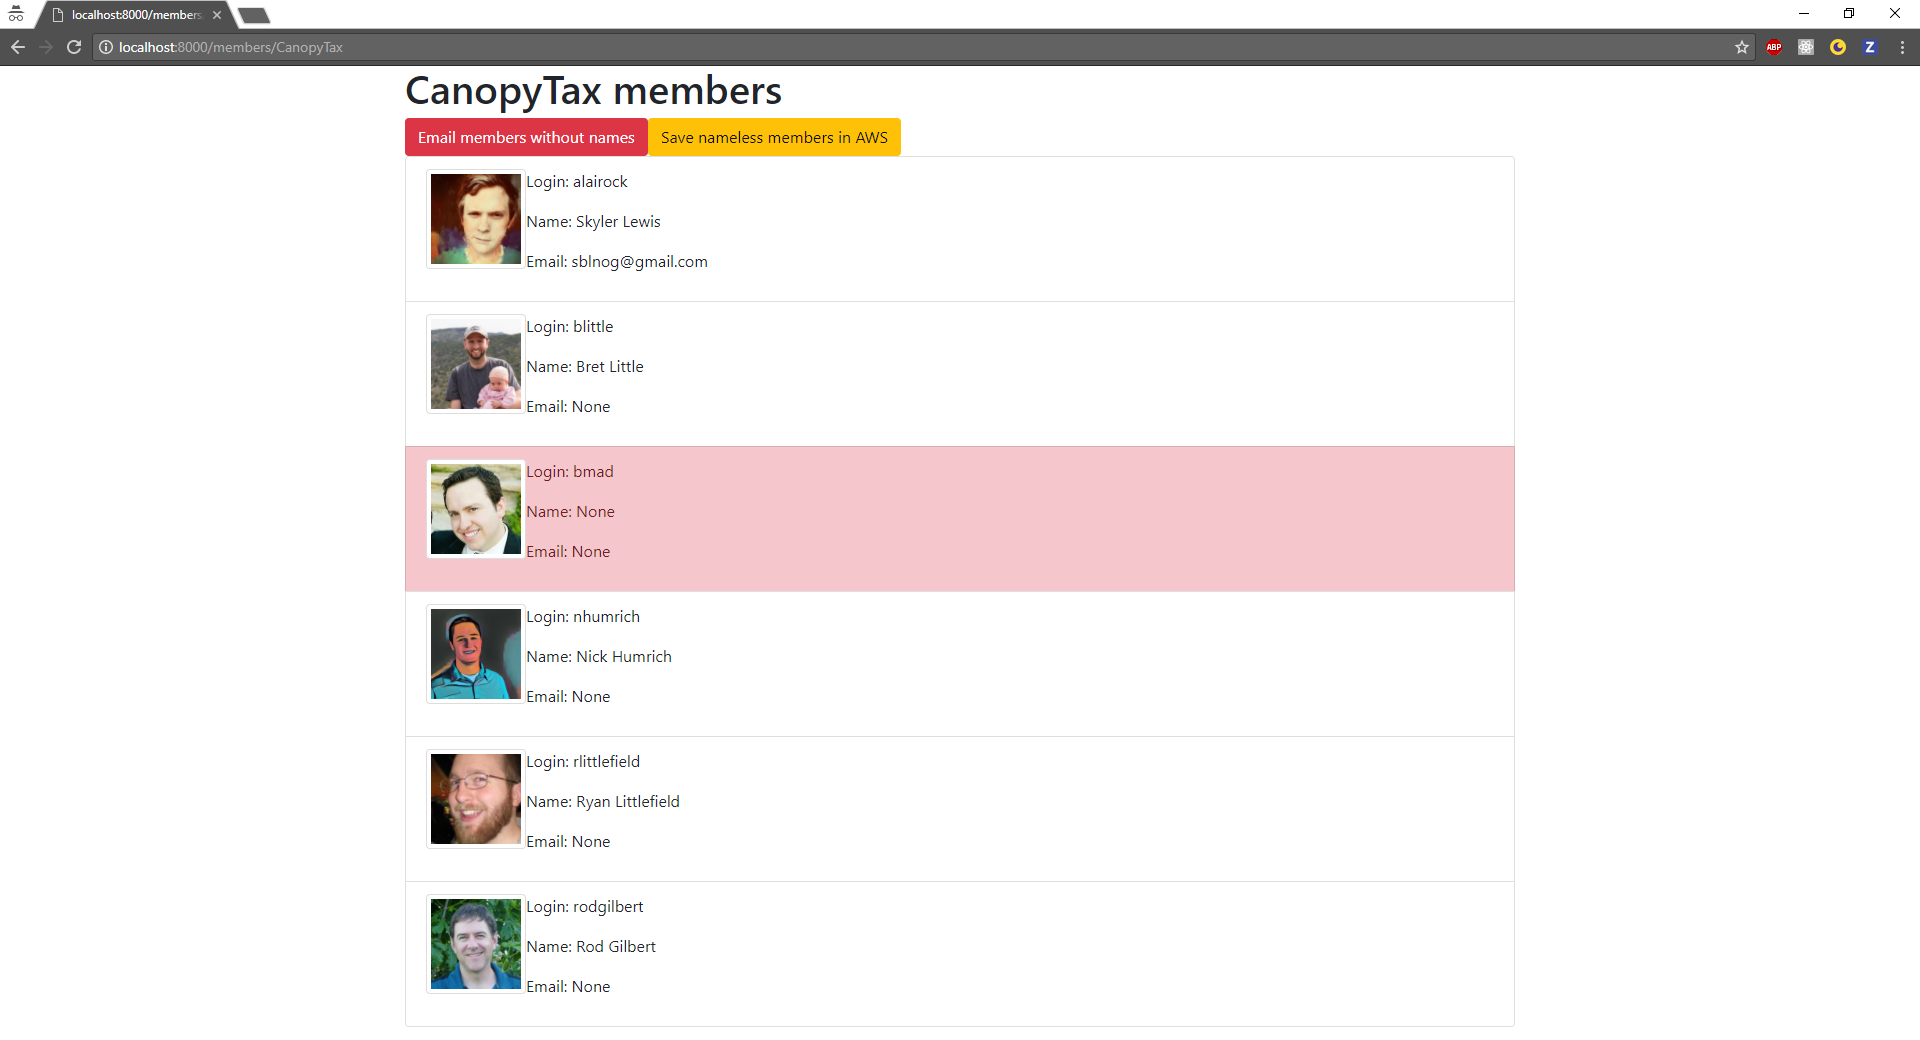 localhost:8000/members
localhost:8000/members/CanopyTax
ABP
Z
CanopyTax members
Email members without names
Save nameless members in AWS
Login: alairock
Name: Skyler Lewis
Email: sblnog@gmail.com
Login: blittle
Name: Bret Little
Email: None
Login: bmad
Name: None
Email: None
Login: nhumrich
Name: Nick Humrich
Email: None
Login: rlittlefield
Name: Ryan Littlefield
Email: None
Login: rodgilbert
Name: Rod Gilbert
Email: None